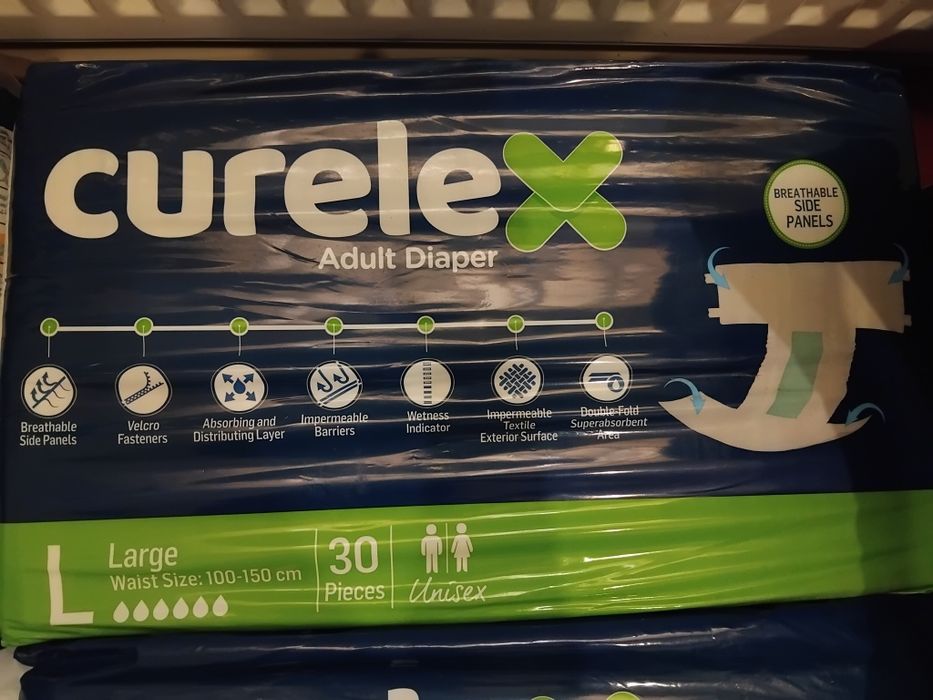 curelex
Adult Diaper
BREATHABLE
SIDE
PANELS
Breathable
Side Panels
Velcro
Fasteners
Absorbing and
Distributing Layer
Impermeable
Barriers
Wetness
Indicator
Impermeable
Textile
Exterior Surface
Double Fold
Superabsorbent
Area
L
Large
Waist Size: 100-150 cm
30
Pieces
Unisex